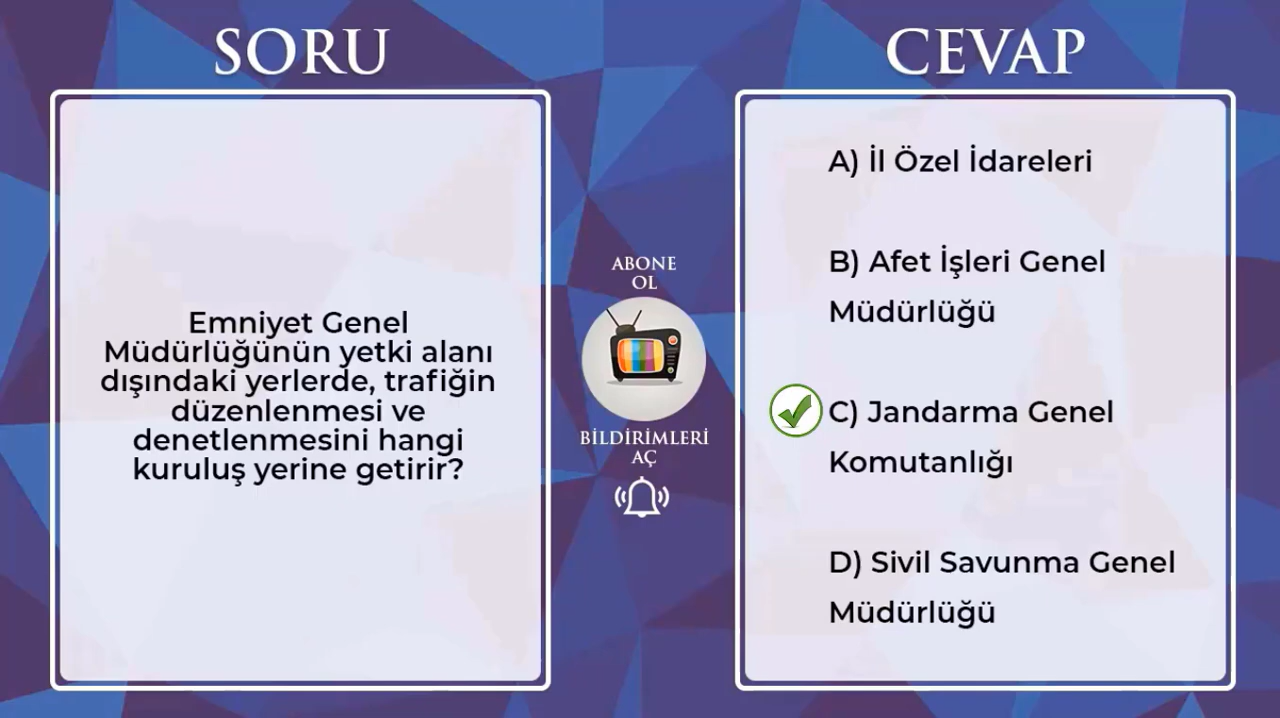 SORU
Emniyet Genel
Müdürlüğünün yetki alanı
dışındaki yerlerde, trafiğin
düzenlenmesi ve
denetlenmesini hangi
kuruluş yerine getirir?
ABONE
OL
BİLDİRİMLERİ
AÇ
CEVAP
A) İl Özel İdareleri
B) Afet İşleri Genel
Müdürlüğü
C) Jandarma Genel
Komutanlığı
D) Sivil Savunma Genel
Müdürlüğü